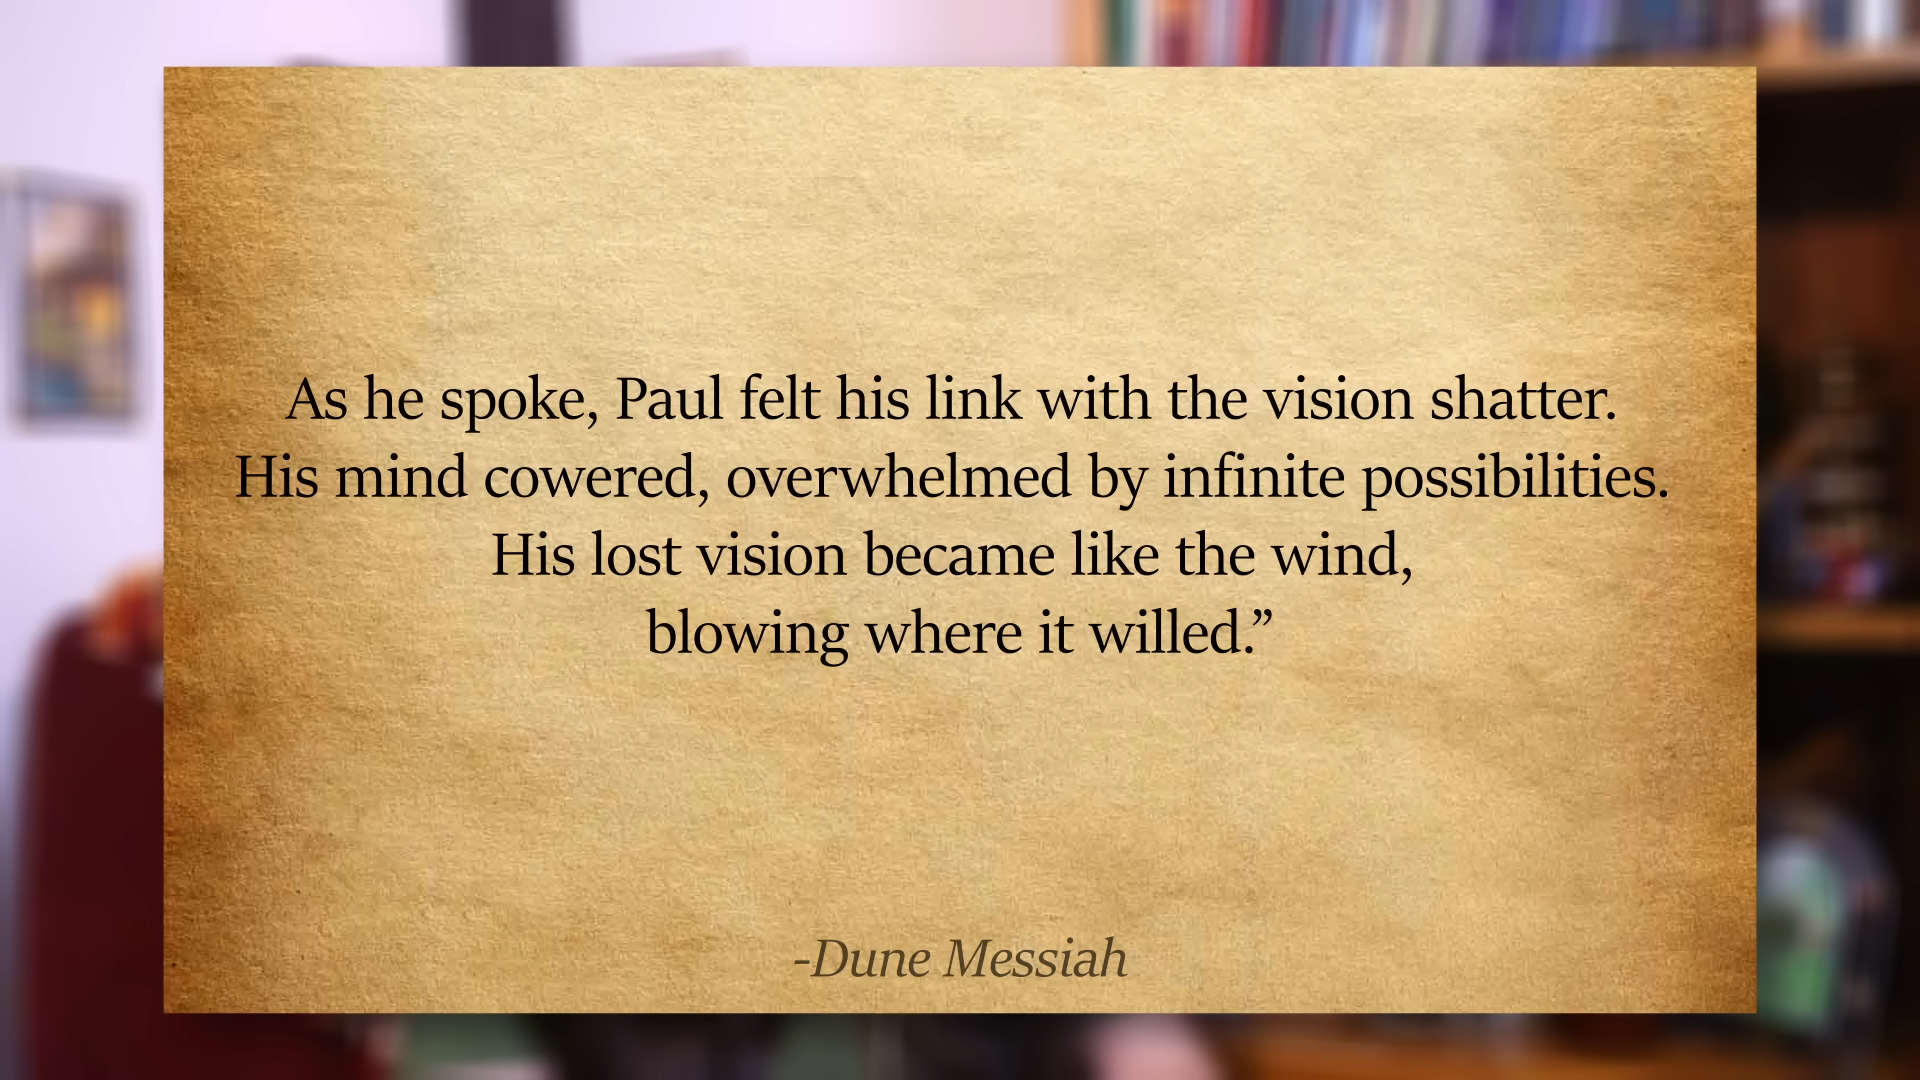 As he spoke, Paul felt his link with the vision shatter.
His mind cowered, overwhelmed by infinite possibilities.
His lost vision became like the wind,
blowing where it willed.”
-Dune Messiah